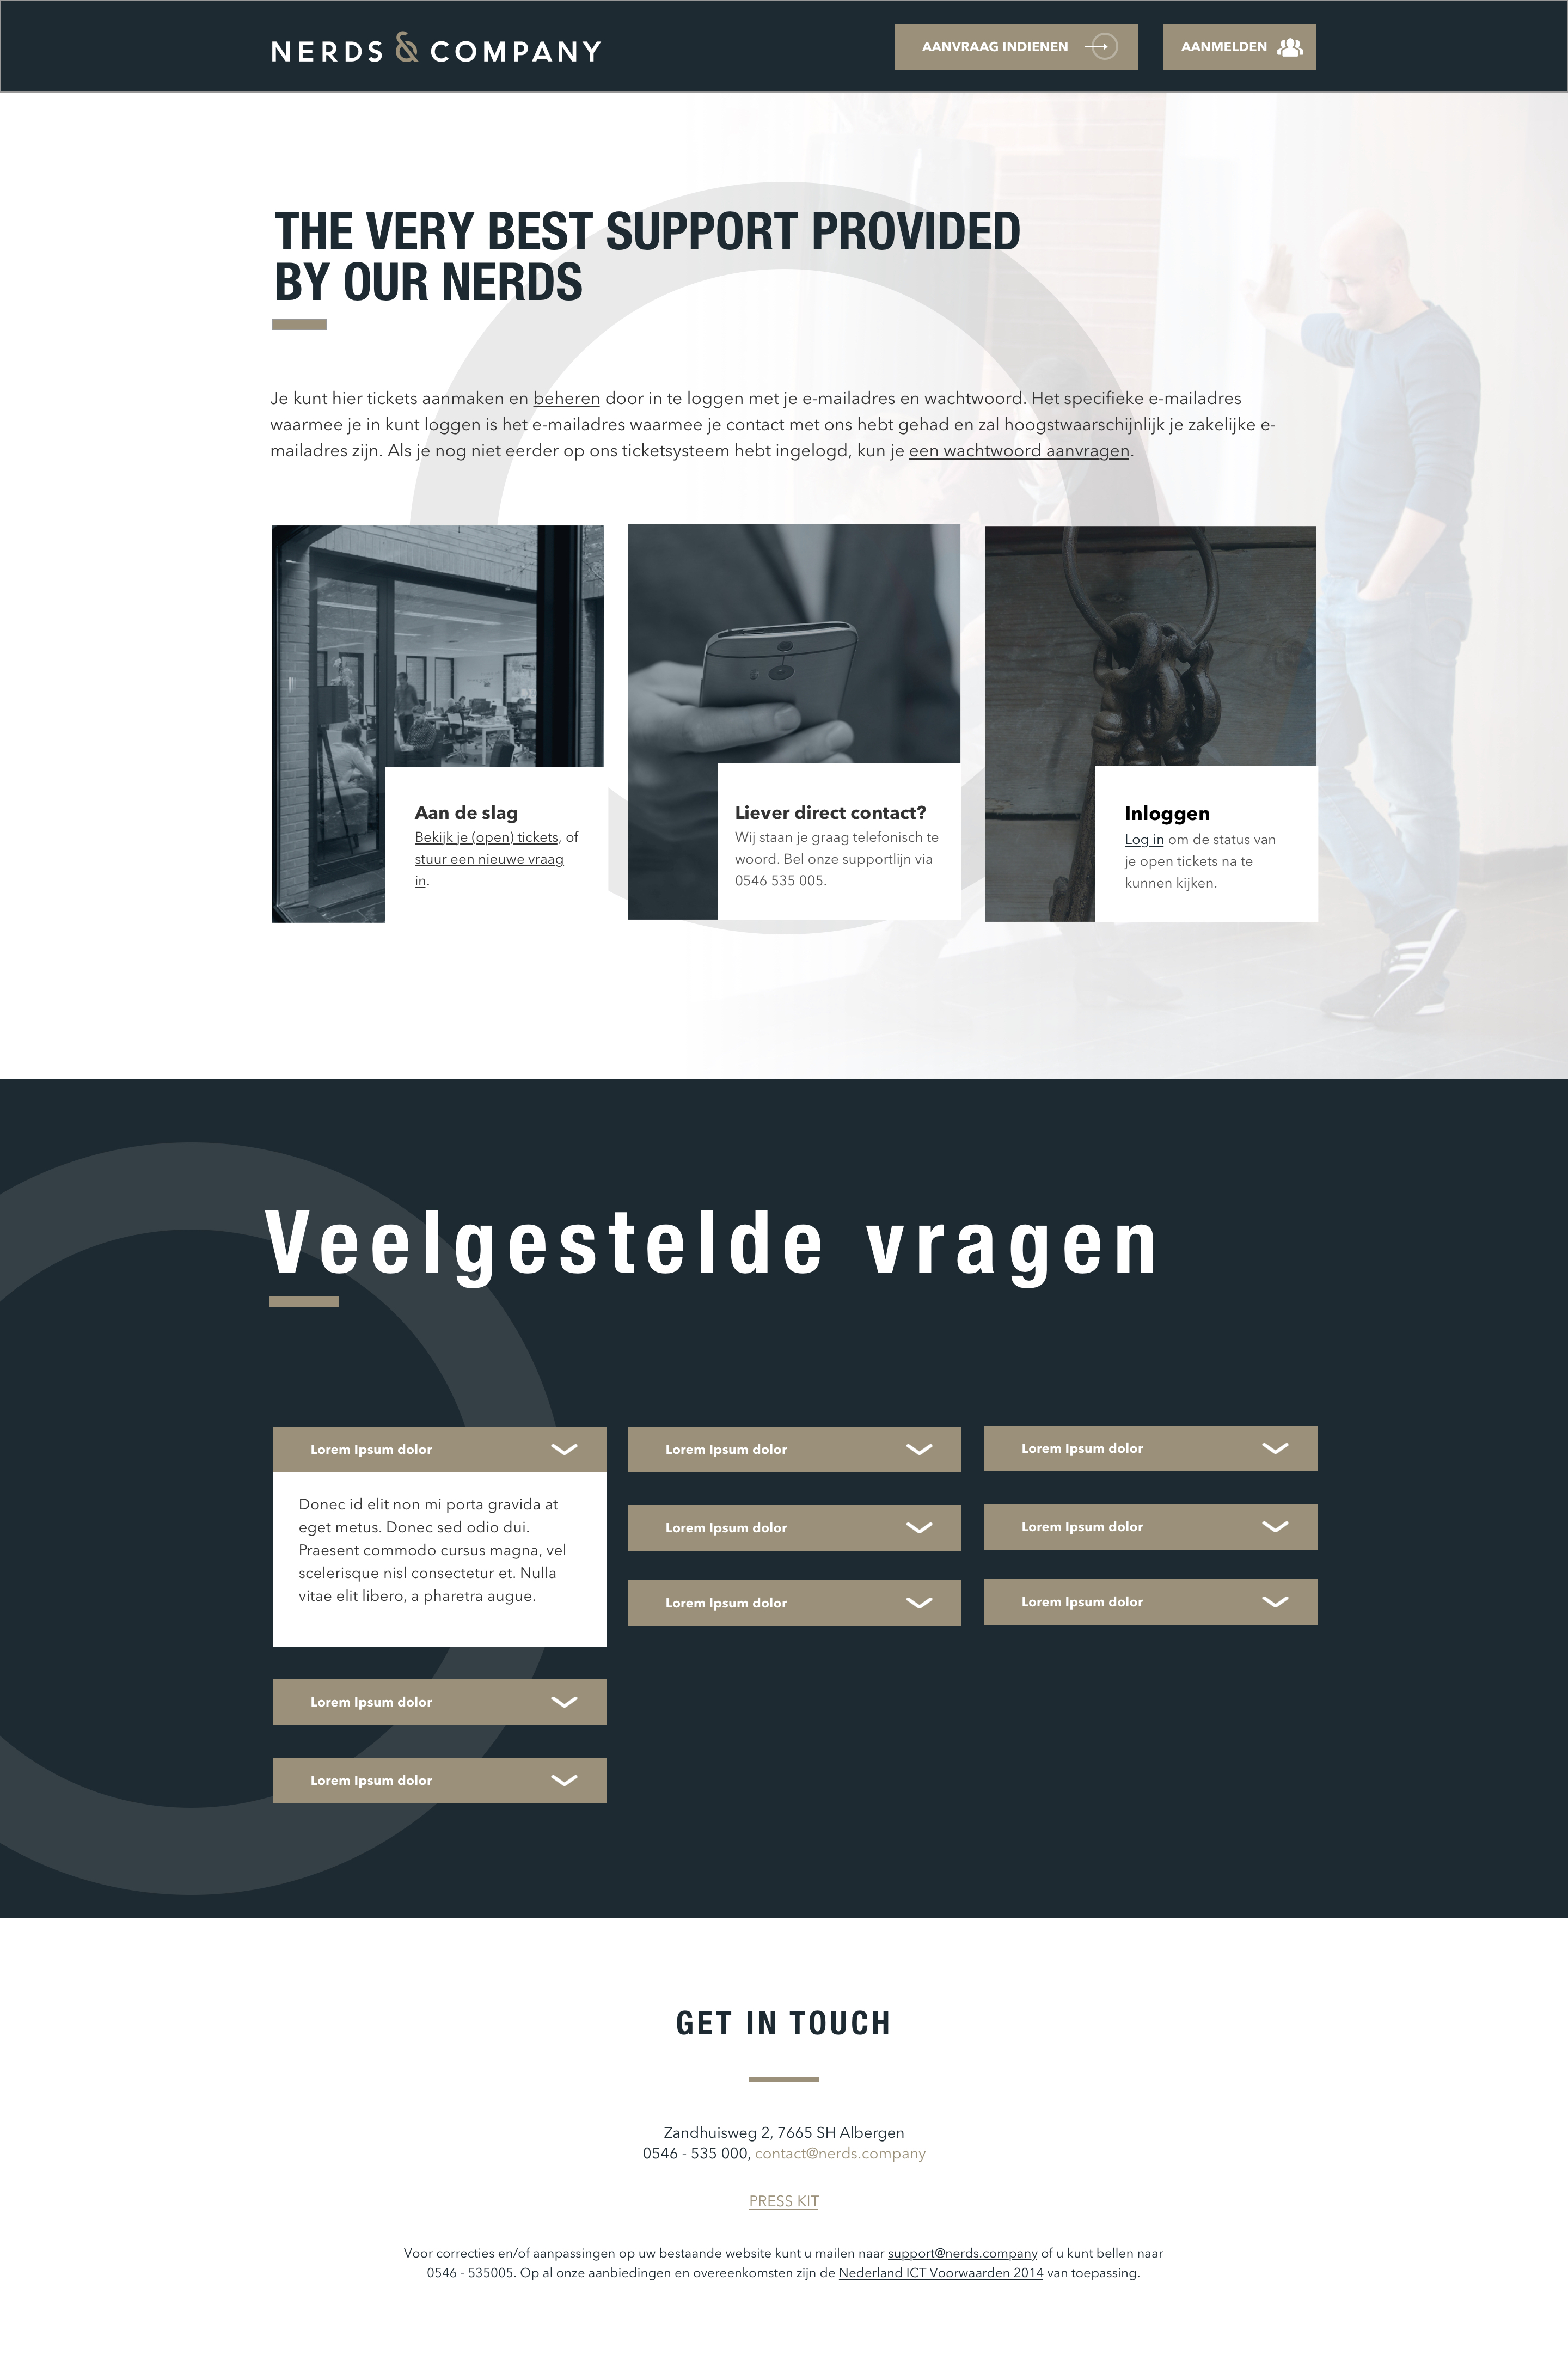 NERDS & COMPANY
AANVRAAG INDIENEN
AANMELDEN
THE VERY BEST SUPPORT PROVIDED
BY OUR NERDS
Je kunt hier tickets aanmaken en beheren door in te loggen met je e-mailadres en wachtwoord. Het specifieke e-mailadres
waarmee je in kunt loggen is het e-mailadres waarmee je contact met ons hebt gehad en zal hoogstwaarschijnlijk je zakelijke e-
mailadres zijn. Als je nog niet eerder op ons ticketsysteem hebt ingelogd, kun je een wachtwoord aanvragen.
Aan de slag
Bekijk je (open) tickets, of
stuur een nieuwe vraag
in.
Liever direct contact?
Wij staan je graag telefonisch te
woord. Bel onze supportlijn via
0546 535 005.
Inloggen
Log in om de status van
je open tickets na te
kunnen kijken.
Veelgestelde vragen
Lorem Ipsum dolor
Donec id elit non mi porta gravida at
eget metus. Donec sed odio dui.
Praesent commodo cursus magna, vel
scelerisque nisl consectetur et. Nulla
vitae elit libero, a pharetra augue.
Lorem Ipsum dolor
Lorem Ipsum dolor
Lorem Ipsum dolor
Lorem Ipsum dolor
Lorem Ipsum dolor
Lorem Ipsum dolor
Lorem Ipsum dolor
Lorem Ipsum dolor
GET IN TOUCH
Zandhuisweg 2, 7665 SH Albergen
0546 - 535 000, contact@nerds.company
PRESS KIT
Voor correcties en/of aanpassingen op uw bestaande website kunt u mailen naar support@nerds.company of u kunt bellen naar
0546 - 535005. Op al onze aanbiedingen en overeenkomsten zijn de Nederland ICT Voorwaarden 2014 van toepassing.